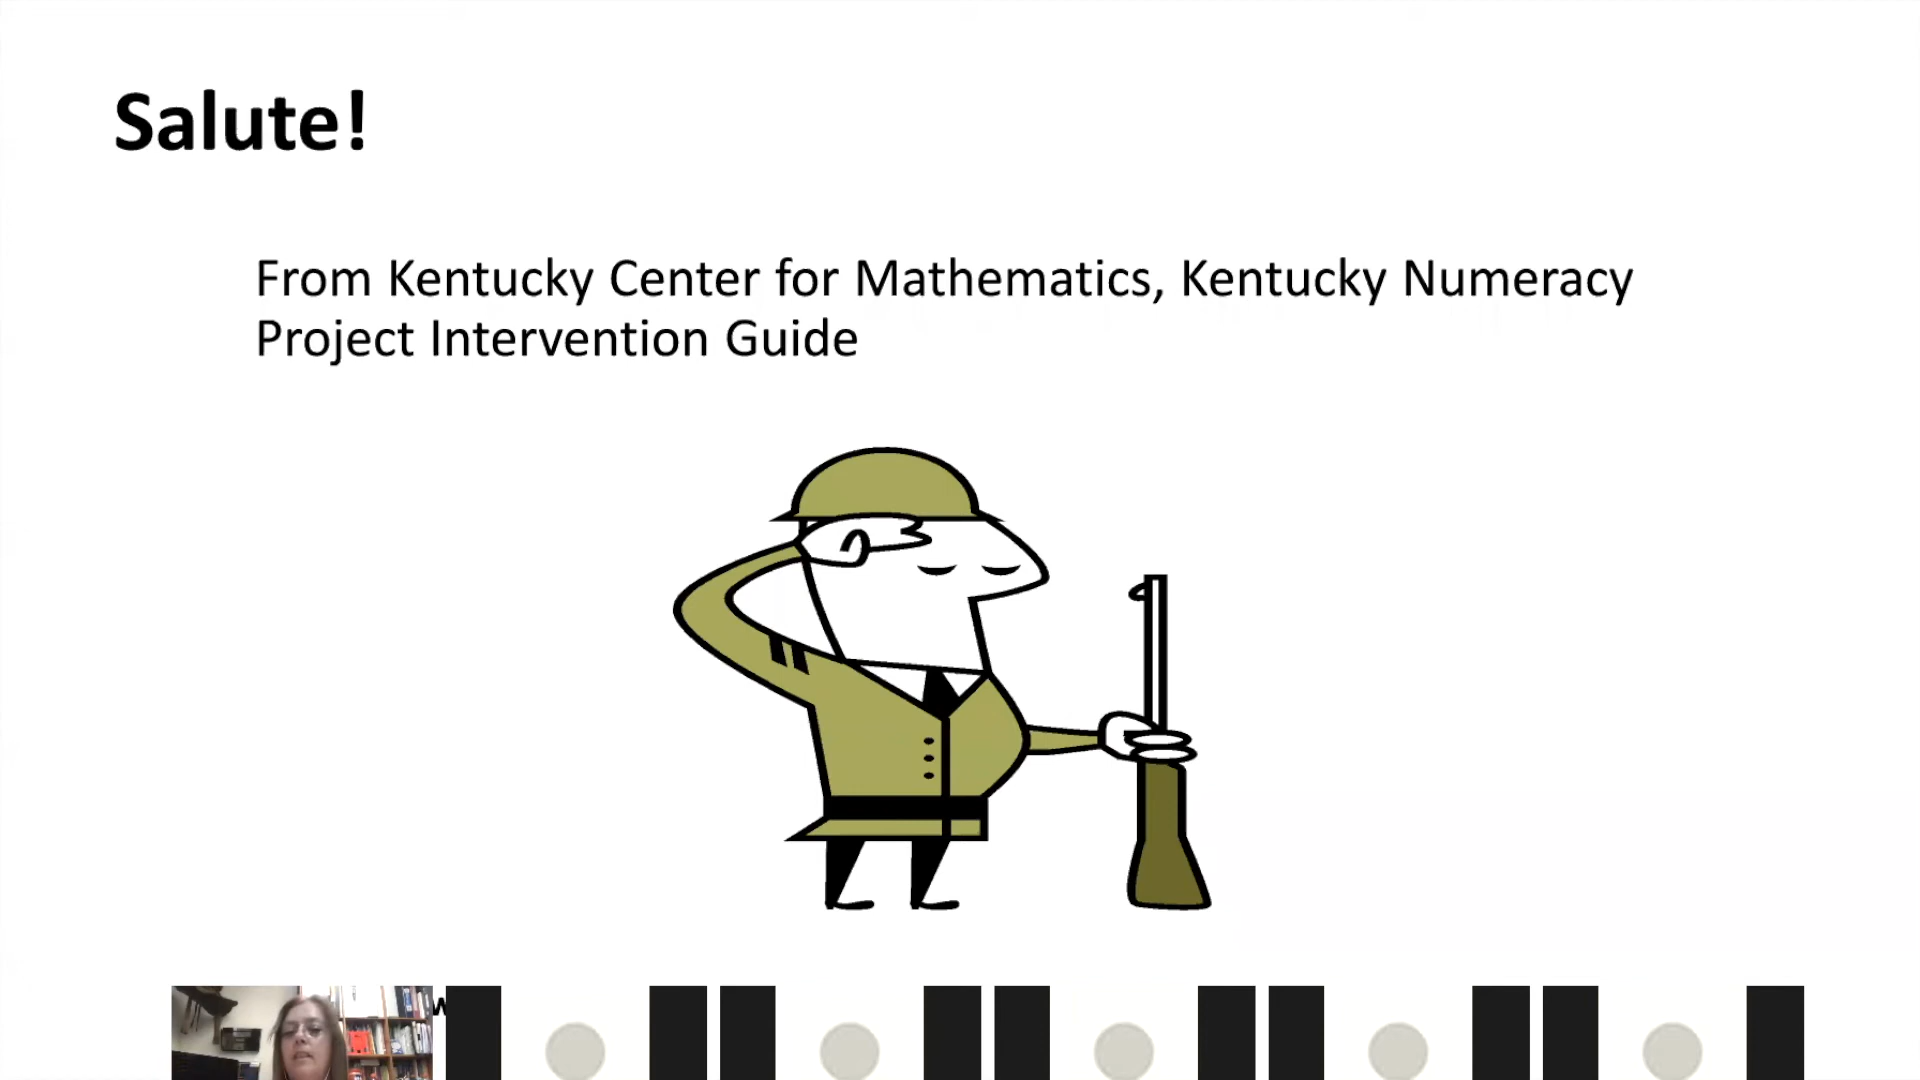 Salute!
From Kentucky Center for Mathematics, Kentucky Numeracy
Project Intervention Guide